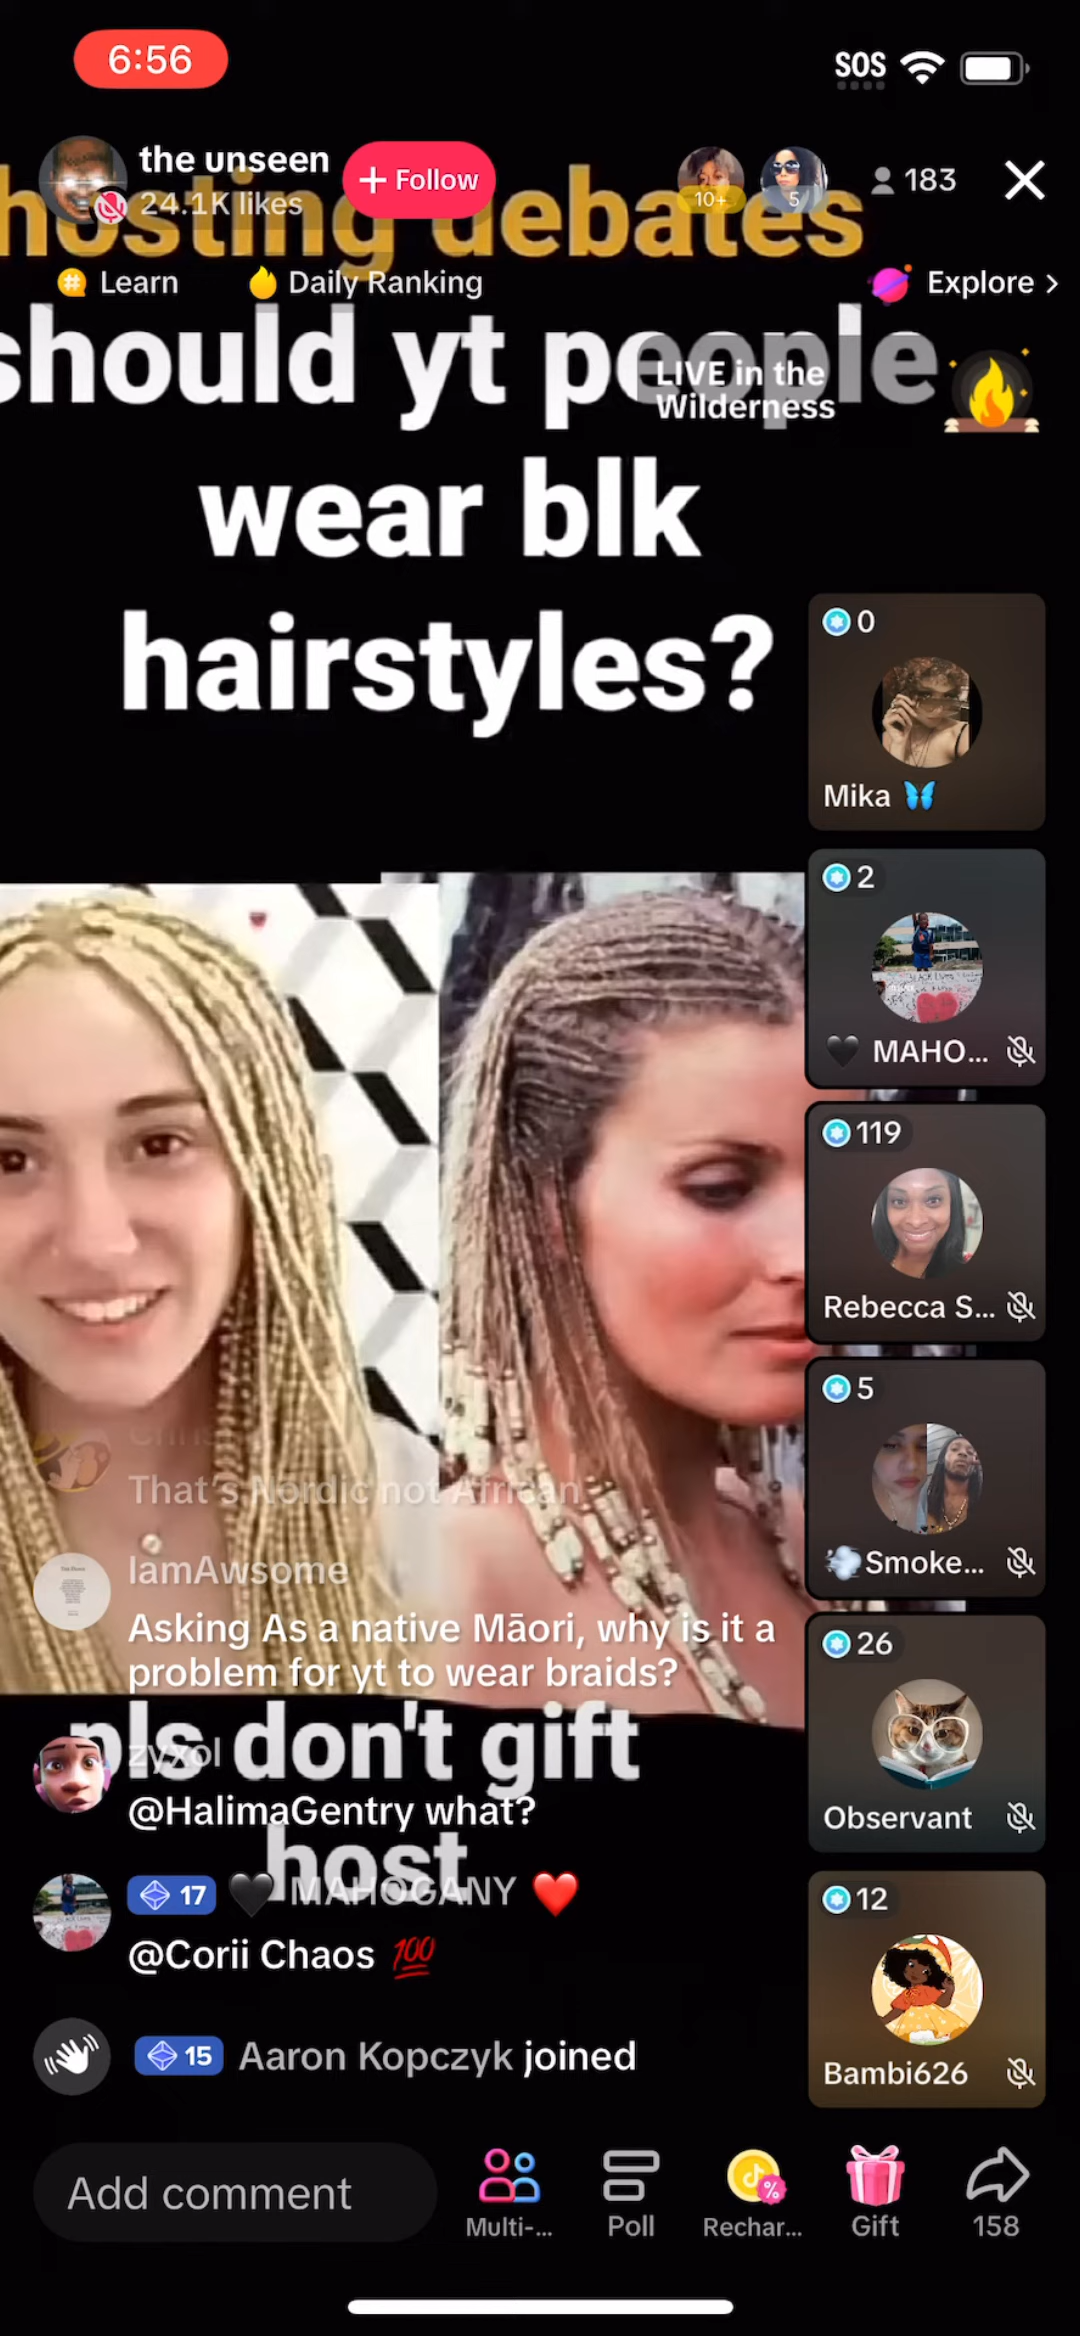 6:56
SOS
the unseen
24.1K likes
+ Follow
10+
5
183
hosting debates
Learn
Daily Ranking
Explore >
should yt people
LIVE in the
Wilderness
wear blk
hairstyles?
0
Mika
2
MAHO...
119
Rebecca S...
5
Smoke...
26
Observant
12
Bambi626
That's Nordic not African
IamAwsome
Asking As a native Māori, why is it a
problem for yt to wear braids?
pls don't gift
host
zyxol
@HalimaGentry what?
17 🖤 MAHOGANY ❤️
@Corii Chaos 💯
15 Aaron Kopczyk joined
Add comment
Multi-...
Poll
Rechar...
Gift
158